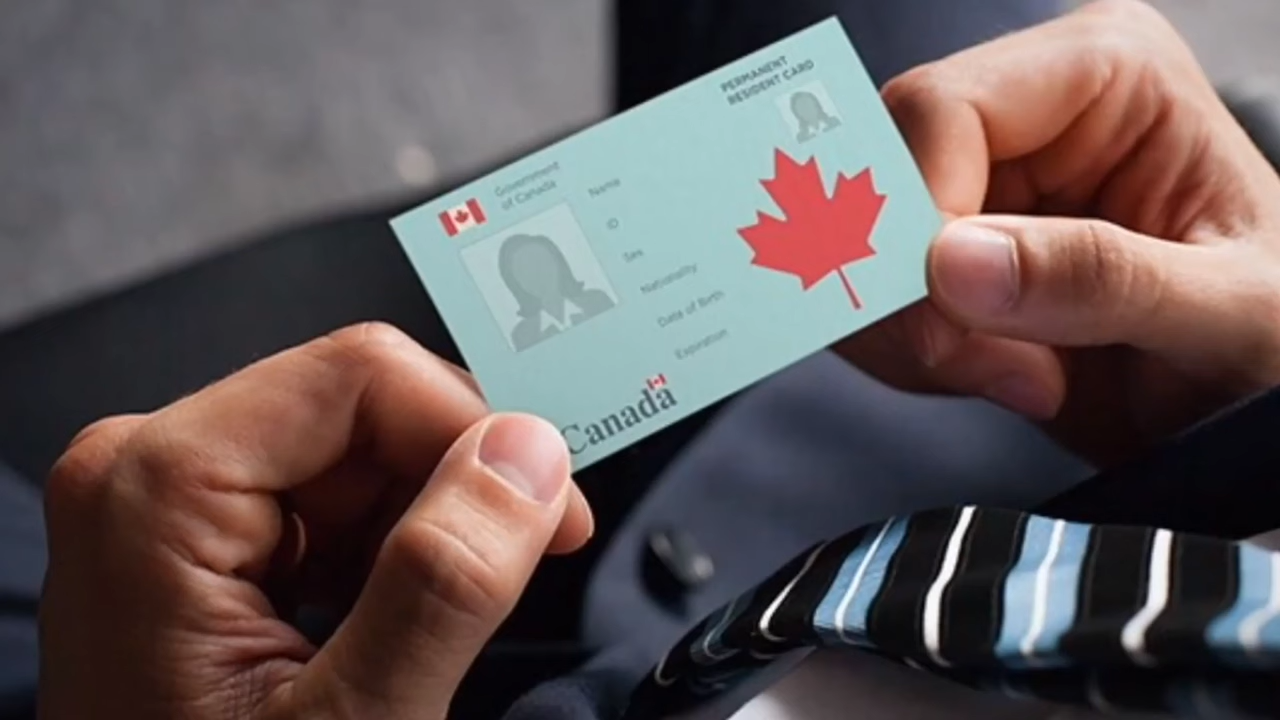 PERMANENT
RESIDENT CARD
Government
of Canada
Name
ID
Sex
Nationality
Date of Birth
Expiration
Canada